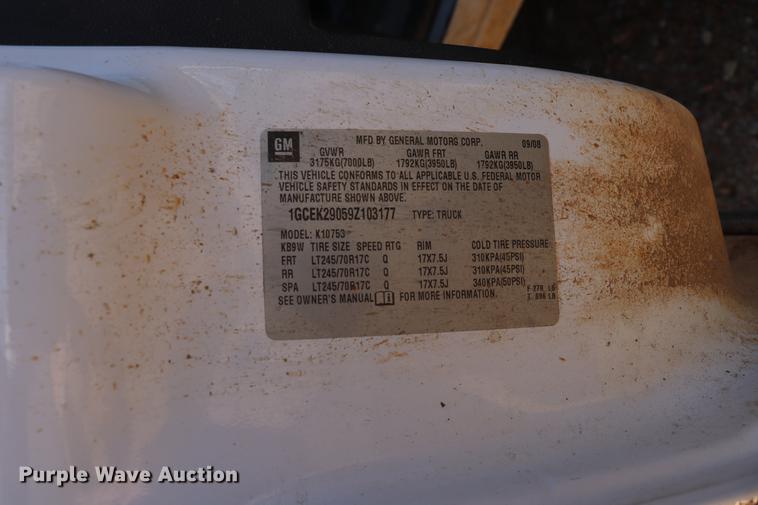 GM
MFD BY GENERAL MOTORS CORP. 09/08
GVWR GAWR FRT GAWR RR
3175KG(7000LB) 1792KG(3950LB) 1792KG(3950LB)
THIS VEHICLE CONFORMS TO ALL APPLICABLE U.S. FEDERAL MOTOR
VEHICLE SAFETY STANDARDS IN EFFECT ON THE DATE OF
MANUFACTURE SHOWN ABOVE.
1GCEK29059Z103177 TYPE: TRUCK
MODEL: K10753
KB9W TIRE SIZE SPEED RTG RIM COLD TIRE PRESSURE
FRT LT245/70R17C Q 17X7.5J 310KPA(45PSI)
RR LT245/70R17C Q 17X7.5J 310KPA(45PSI)
SPA LT245/70R17C Q 17X7.5J 340KPA(50PSI)
SEE OWNER'S MANUAL FOR MORE INFORMATION.
Purple Wave Auction